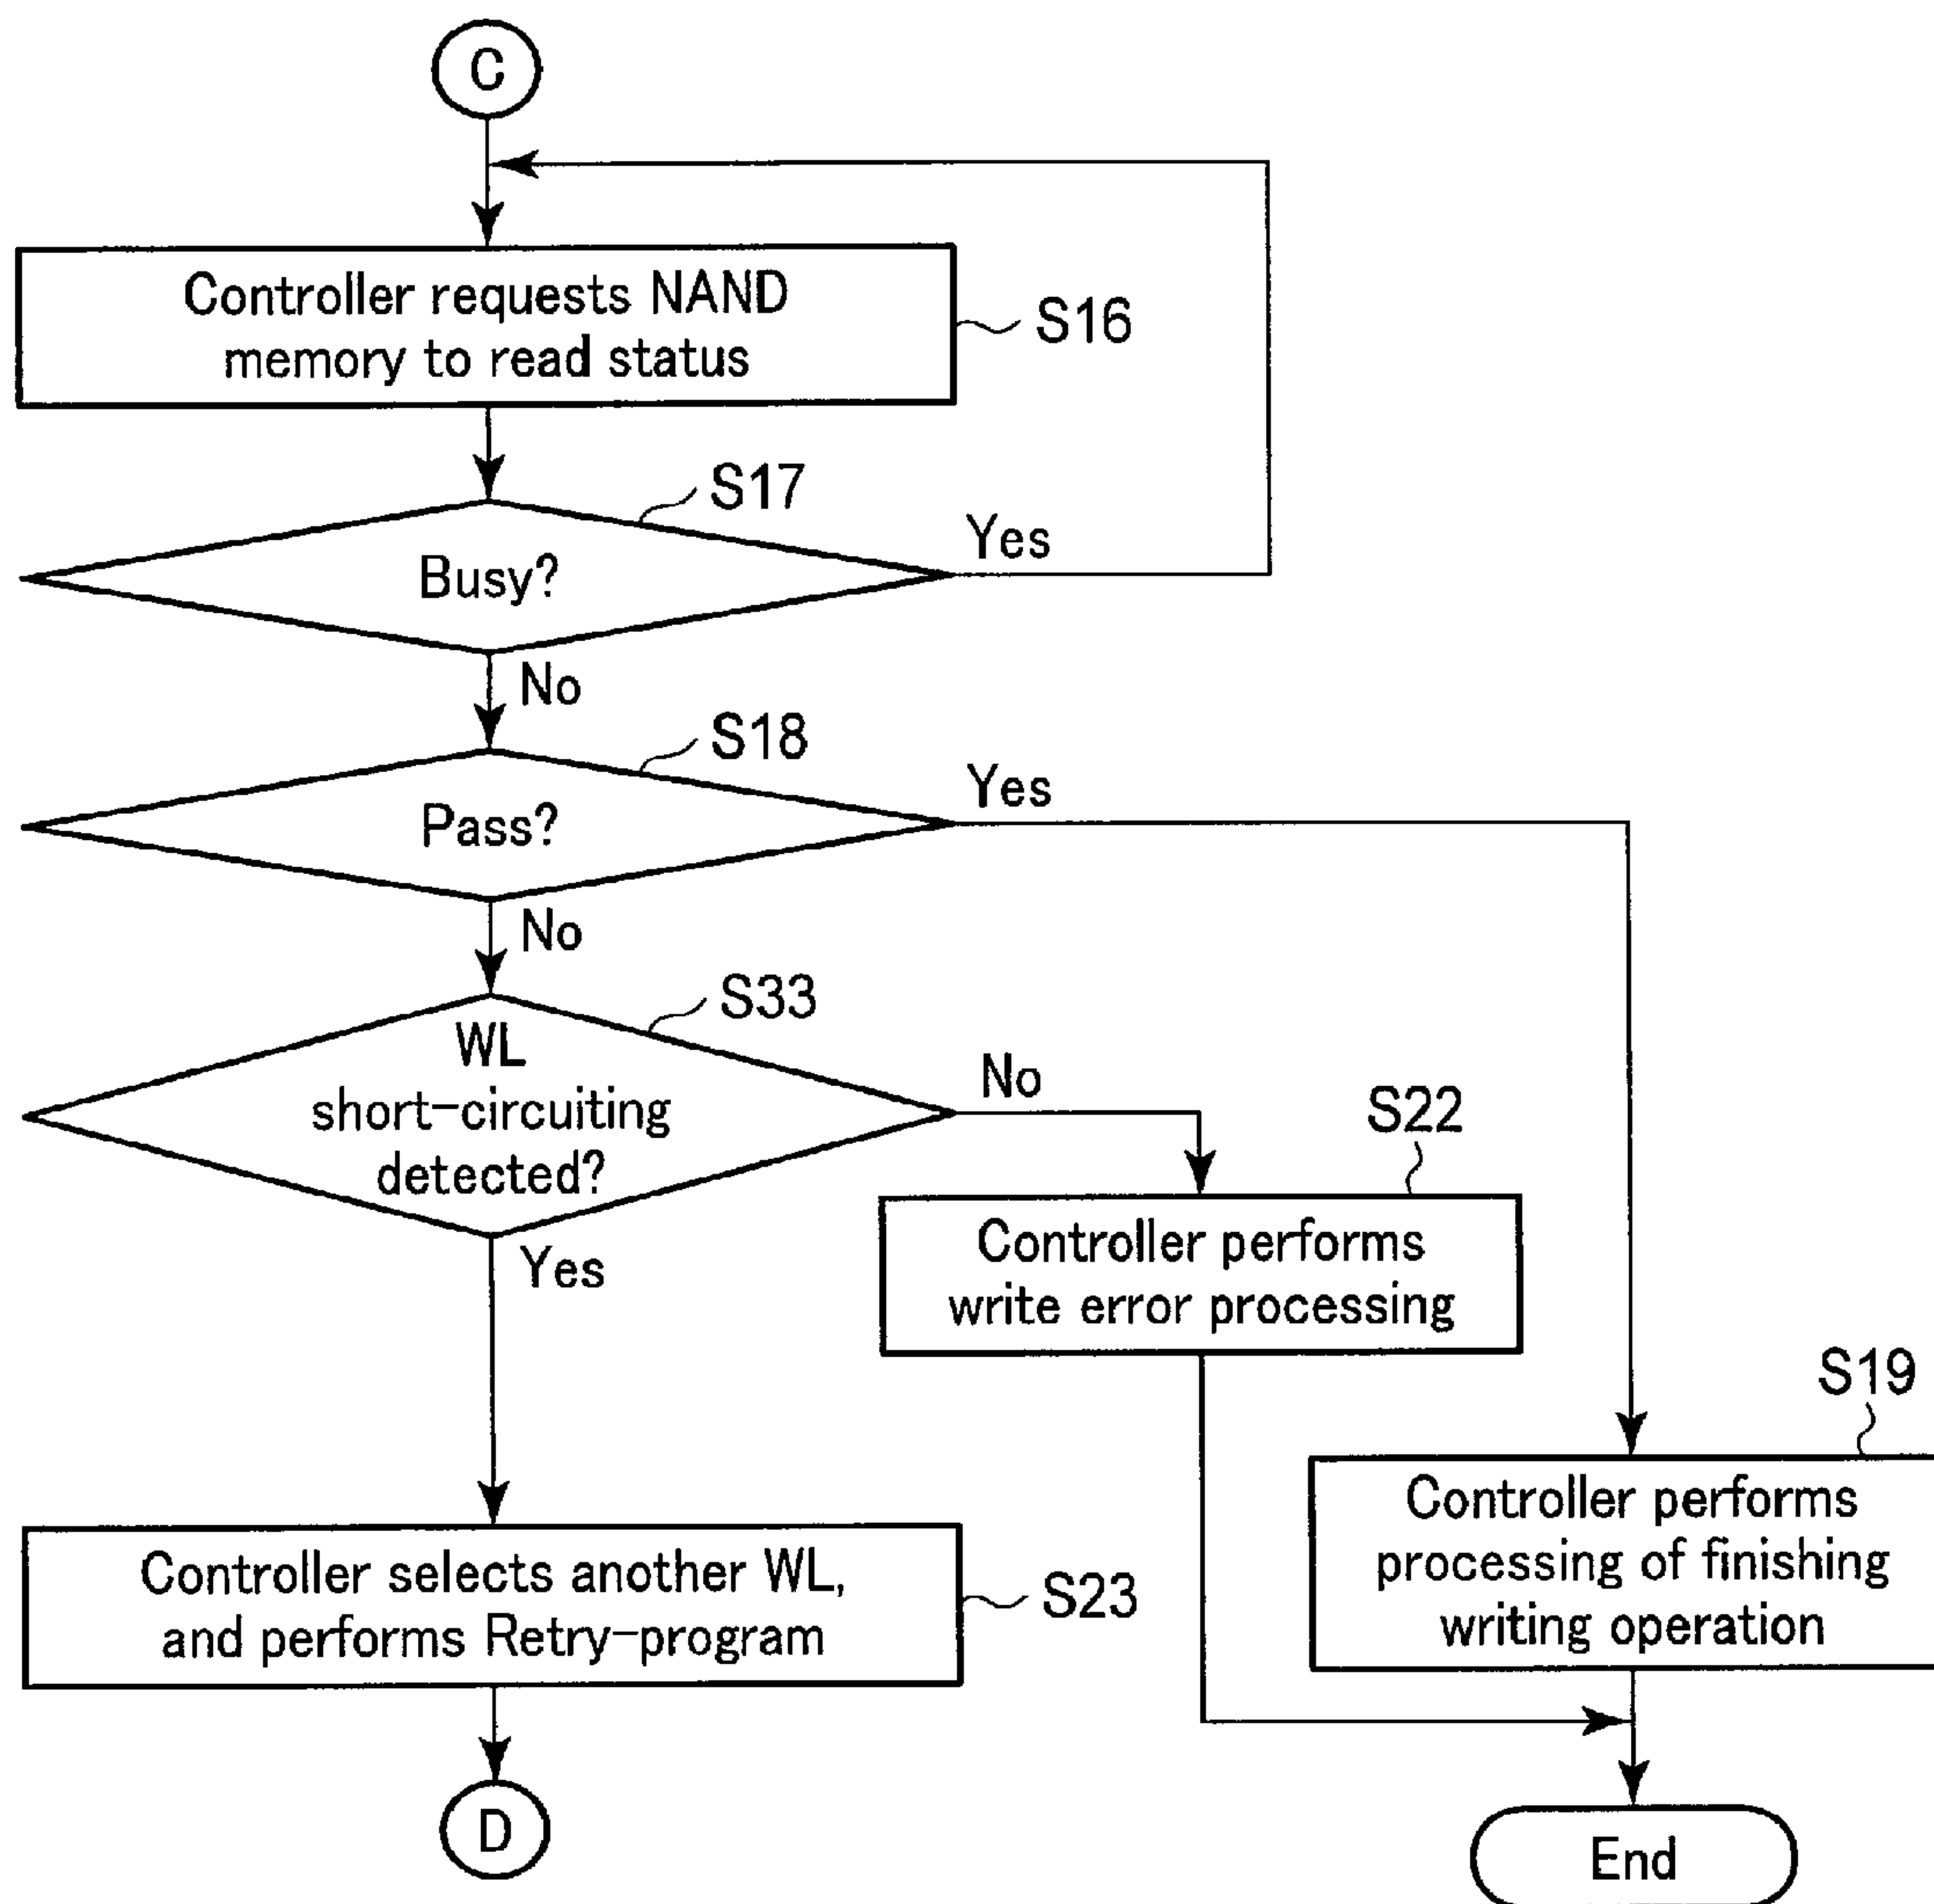 C
Controller requests NAND
memory to read status
S16
S17
Busy?
Yes
No
S18
Pass?
Yes
No
S33
WL
short-circuiting
detected?
No
Yes
S22
Controller performs
write error processing
S19
Controller performs
processing of finishing
writing operation
Controller selects another WL,
and performs Retry-program
S23
D
End